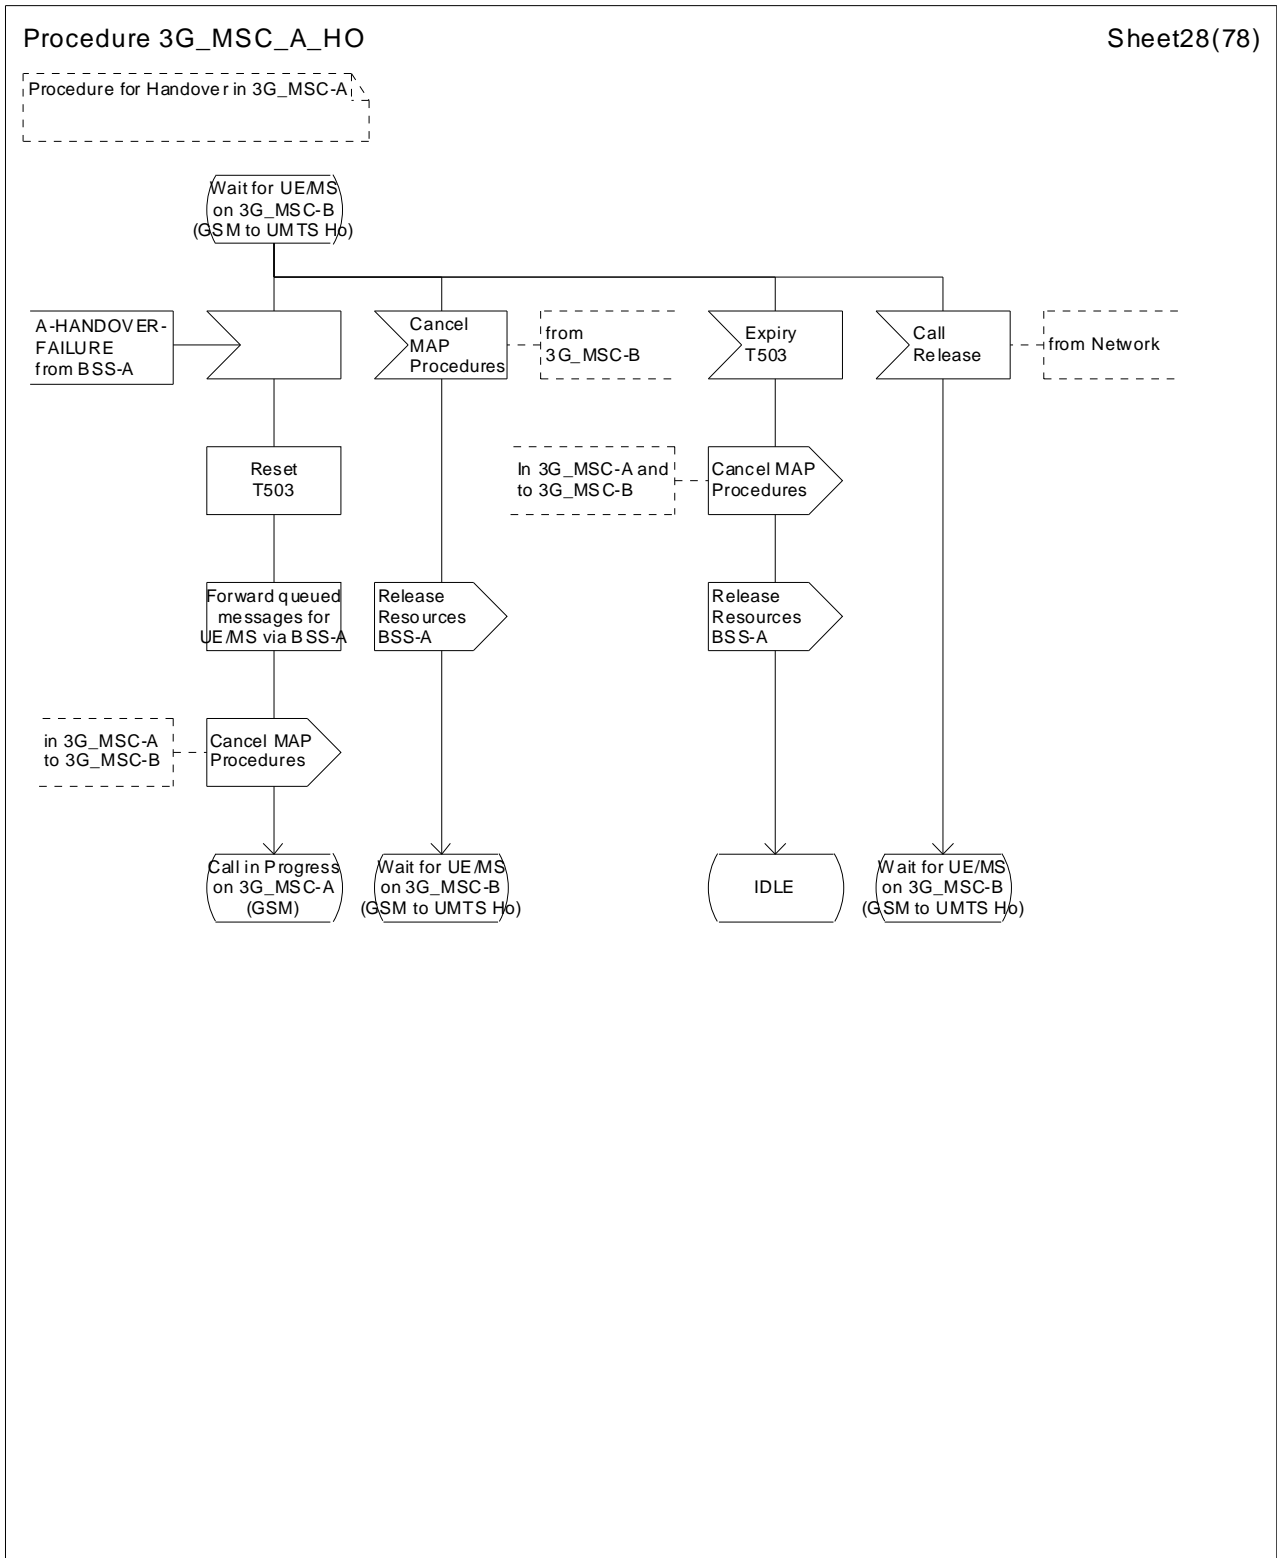 Procedure 3G_MSC_A_HO
Sheet28(78)
Procedure for Handover in 3G_MSC-A
Wait for UE/MS
on 3G_MSC-B
(GSM to UMTS Ho)
A-HANDOVER-
FAILURE
from BSS-A
Cancel
MAP
Procedures
from
3G_MSC-B
Expiry
T503
Call
Release
from Network
Reset
T503
In 3G_MSC-A and
to 3G_MSC-B
Cancel MAP
Procedures
Forward queued
messages for
UE/MS via BSS-A
Release
Resources
BSS-A
Release
Resources
BSS-A
in 3G_MSC-A
to 3G_MSC-B
Cancel MAP
Procedures
Call in Progress
on 3G_MSC-A
(GSM)
Wait for UE/MS
on 3G_MSC-B
(GSM to UMTS Ho)
IDLE
Wait for UE/MS
on 3G_MSC-B
(GSM to UMTS Ho)